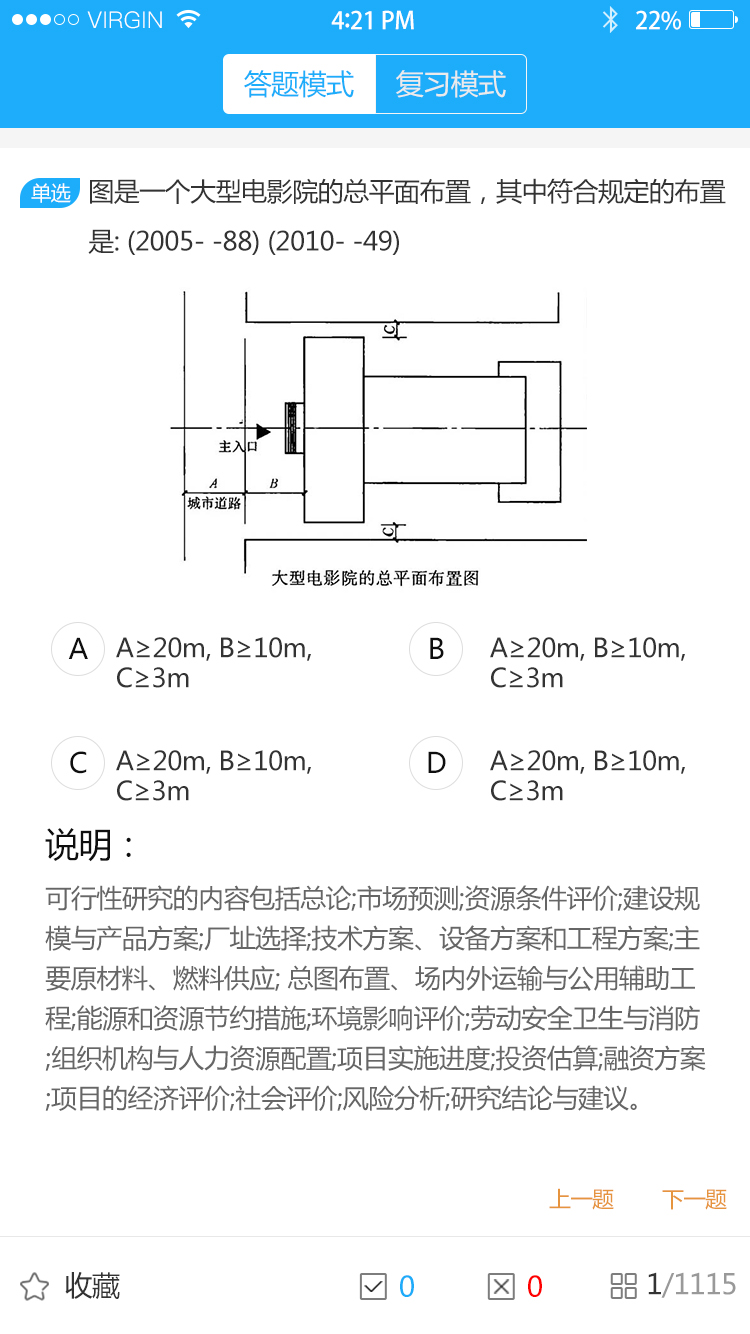 VIRGIN
4:21 PM
22%
答题模式
复习模式
单选
图是一个大型电影院的总平面布置，其中符合规定的布置
是: (2005- -88) (2010- -49)
C
主入口
A
B
城市道路
C
大型电影院的总平面布置图
A
A≥20m, B≥10m,
C≥3m
B
A≥20m, B≥10m,
C≥3m
C
A≥20m, B≥10m,
C≥3m
D
A≥20m, B≥10m,
C≥3m
说明：
可行性研究的内容包括总论;市场预测;资源条件评价;建设规
模与产品方案;厂址选择;技术方案、设备方案和工程方案;主
要原材料、燃料供应; 总图布置、场内外运输与公用辅助工
程;能源和资源节约措施;环境影响评价;劳动安全卫生与消防
;组织机构与人力资源配置;项目实施进度;投资估算;融资方案
;项目的经济评价;社会评价;风险分析;研究结论与建议。
上一题
下一题
收藏
0
0
1/1115